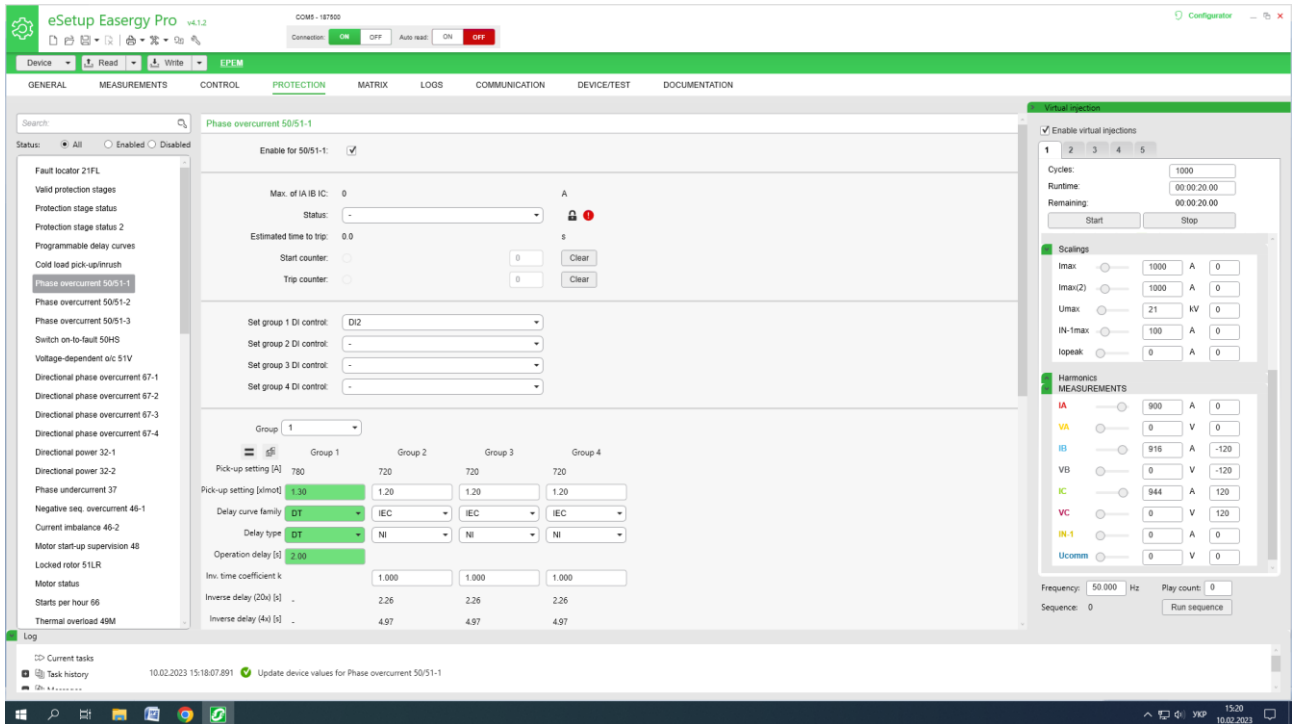 eSetup Easergy Pro v4.1.2
COM5 - 187500
Connection: ON OFF Auto read: ON OFF
Configurator
Device Read Write EPEM
GENERAL MEASUREMENTS CONTROL PROTECTION MATRIX LOGS COMMUNICATION DEVICE/TEST DOCUMENTATION
Search:
Status: All Enabled Disabled
Fault locator 21FL
Valid protection stages
Protection stage status
Protection stage status 2
Programmable delay curves
Cold load pick-up/inrush
Phase overcurrent 50/51-1
Phase overcurrent 50/51-2
Phase overcurrent 50/51-3
Switch on-to-fault 50HS
Voltage-dependent o/c 51V
Directional phase overcurrent 67-1
Directional phase overcurrent 67-2
Directional phase overcurrent 67-3
Directional phase overcurrent 67-4
Directional power 32-1
Directional power 32-2
Phase undercurrent 37
Negative seq. overcurrent 46-1
Current imbalance 46-2
Motor start-up supervision 48
Locked rotor 51LR
Motor status
Starts per hour 66
Thermal overload 49M
Phase overcurrent 50/51-1
Enable for 50/51-1:
Max. of IA IB IC: 0 A
Status: -
Estimated time to trip: 0.0 s
Start counter: 0 Clear
Trip counter: 0 Clear
Set group 1 DI control: DI2
Set group 2 DI control: -
Set group 3 DI control: -
Set group 4 DI control: -
Group 1
Group 1 Group 2 Group 3 Group 4
Pick-up setting [A] 780 720 720 720
Pick-up setting [xImot] 1.30 1.20 1.20 1.20
Delay curve family DT IEC IEC IEC
Delay type DT NI NI NI
Operation delay [s] 2.00
Inv. time coefficient k 1.000 1.000 1.000
Inverse delay (20x) [s] - 2.26 2.26 2.26
Inverse delay (4x) [s] - 4.97 4.97 4.97
Virtual injection
Enable virtual injections
1 2 3 4 5
Cycles: 1000
Runtime: 00:00:20.00
Remaining: 00:00:20.00
Start Stop
Scalings
Imax 1000 A 0
Imax(2) 1000 A 0
Umax 21 kV 0
IN-1max 100 A 0
Iopeak 0 A 0
Harmonics
MEASUREMENTS
IA 900 A 0
VA 0 V 0
IB 916 A -120
VB 0 V -120
IC 944 A 120
VC 0 V 120
IN-1 0 A 0
Ucomm 0 V 0
Frequency: 50.000 Hz Play count: 0
Sequence: 0 Run sequence
Log
Current tasks
Task history
10.02.2023 15:18:07.891 Update device values for Phase overcurrent 50/51-1
УКР 15:20
10.02.2023